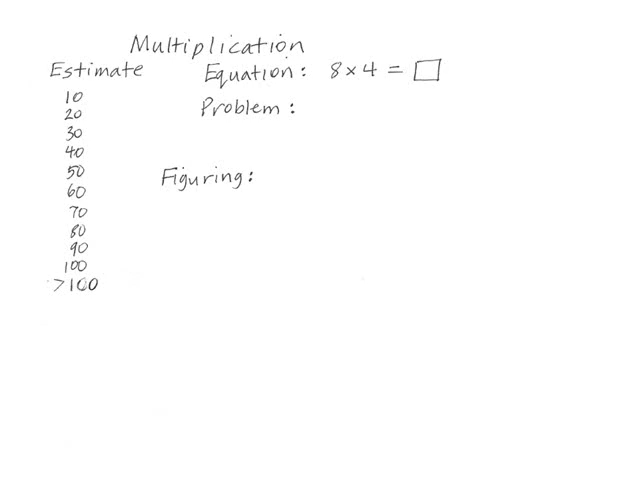 Multiplication
Estimate
Equation: 8 × 4 = □
10
20
30
40
50
60
70
80
90
100
>100
Problem:
Figuring: